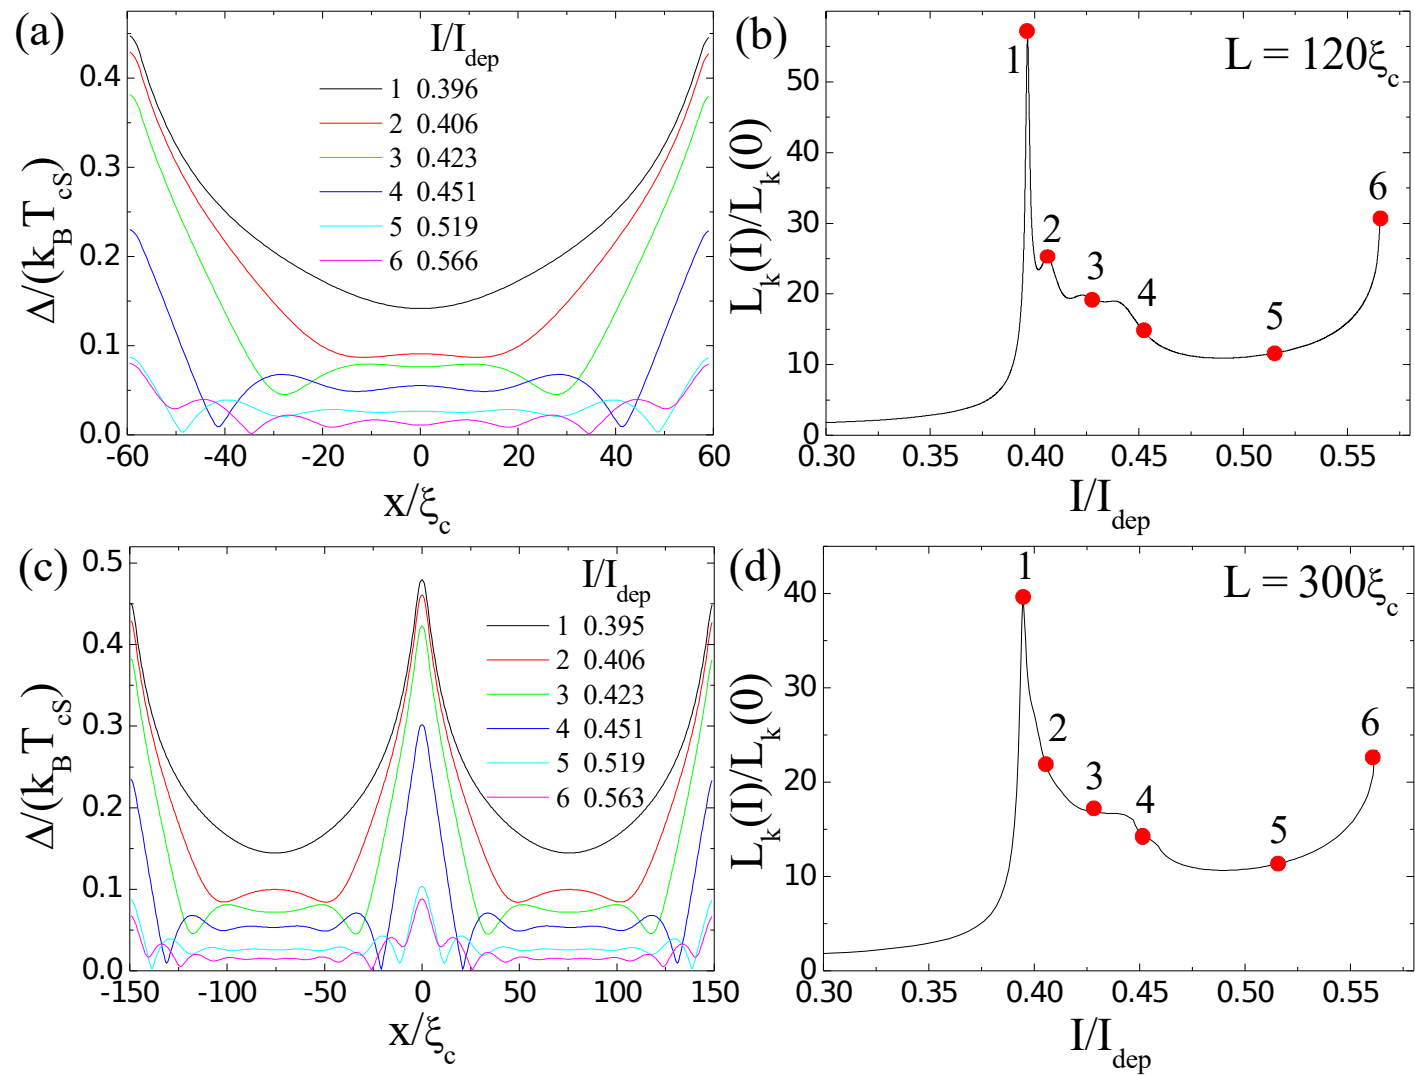 (a)
I/I_dep
1 0.396
2 0.406
3 0.423
4 0.451
5 0.519
6 0.566
Δ/(k_B T_cS)
0.4
0.3
0.2
0.1
0.0
-60 -40 -20 0 20 40 60
x/ξ_c
(b)
L = 120ξ_c
1
2
3
4
5
6
L_k(I)/L_k(0)
50
40
30
20
10
0
0.30 0.35 0.40 0.45 0.50 0.55
I/I_dep
(c)
I/I_dep
1 0.395
2 0.406
3 0.423
4 0.451
5 0.519
6 0.563
Δ/(k_B T_cS)
0.5
0.4
0.3
0.2
0.1
0.0
-150 -100 -50 0 50 100 150
x/ξ_c
(d)
L = 300ξ_c
1
2
3
4
5
6
L_k(I)/L_k(0)
40
30
20
10
0
0.30 0.35 0.40 0.45 0.50 0.55
I/I_dep